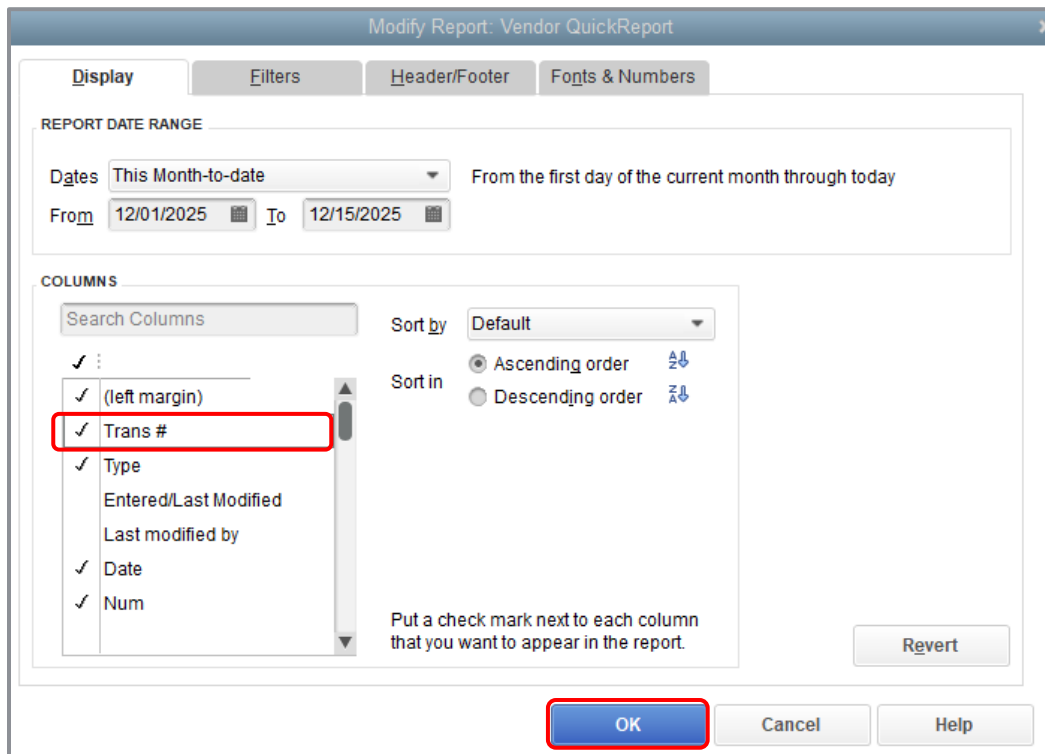 Modify Report: Vendor QuickReport
Display Filters Header/Footer Fonts & Numbers
REPORT DATE RANGE
Dates This Month-to-date From the first day of the current month through today
From 12/01/2025 To 12/15/2025
COLUMNS
Search Columns
Sort by Default
Sort in
Ascending order
Descending order
(left margin)
Trans #
Type
Entered/Last Modified
Last modified by
Date
Num
Put a check mark next to each column
that you want to appear in the report.
Revert
OK Cancel Help